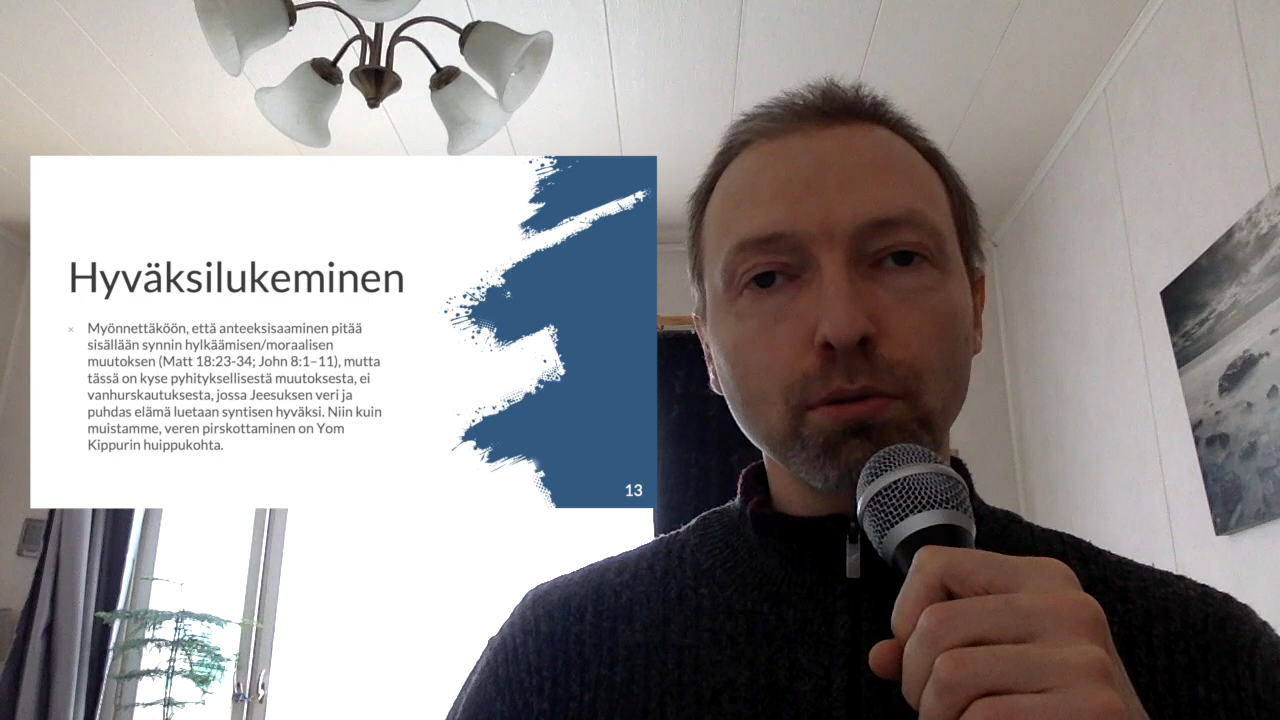 Hyväksilukeminen
× Myönnettäköön, että anteeksisaaminen pitää
sisällään synnin hylkäämisen/moraalisen
muutoksen (Matt 18:23-34; John 8:1–11), mutta
tässä on kyse pyhityksellisestä muutoksesta, ei
vanhurskautuksesta, jossa Jeesuksen veri ja
puhdas elämä luetaan syntisen hyväksi. Niin kuin
muistamme, veren pirskottaminen on Yom
Kippurin huippukohta.
13